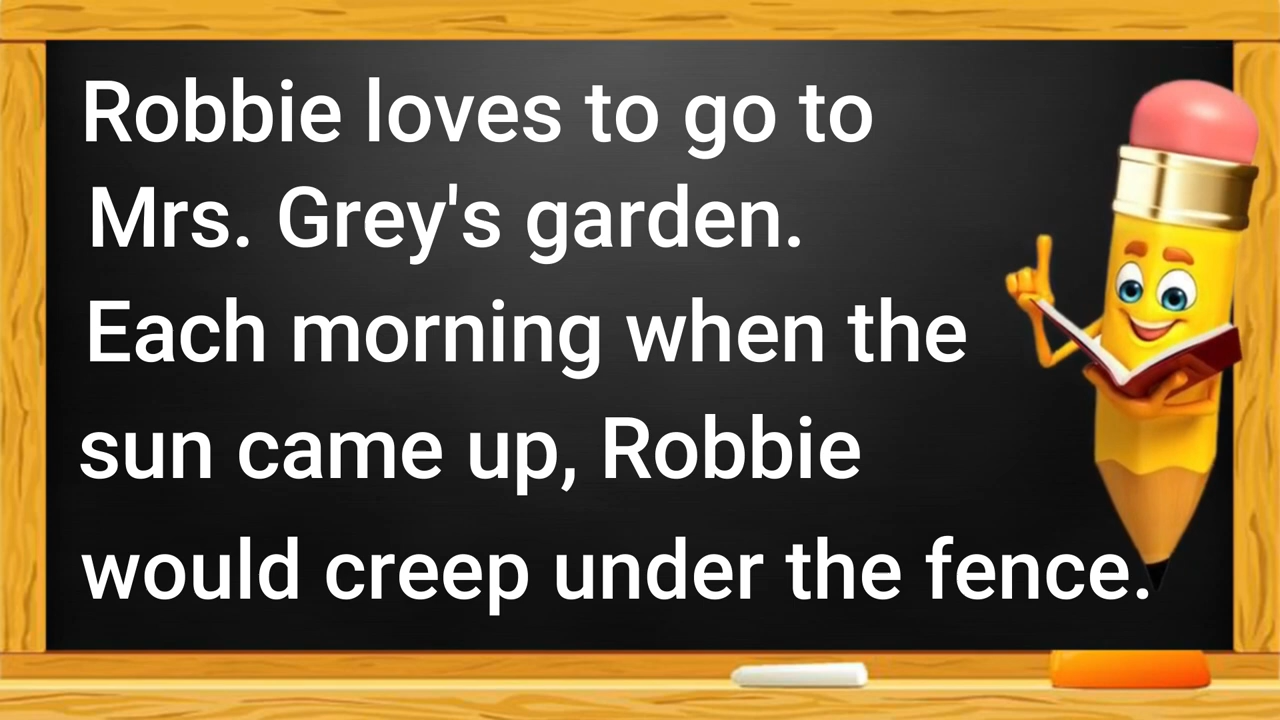 Robbie loves to go to
Mrs. Grey's garden.
Each morning when the
sun came up, Robbie
would creep under the fence.